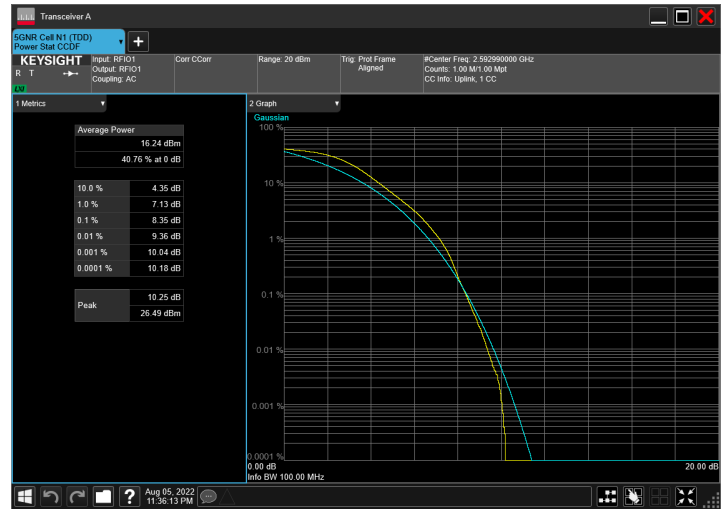 Transceiver A
5GNR Cell N1 (TDD)
Power Stat CCDF
KEYSIGHT
R T
LXI
Input: RFIO1
Output: RFIO1
Coupling: AC
Corr CCorr
Range: 20 dBm
Trig: Prot Frame
Aligned
#Center Freq: 2.592990000 GHz
Counts: 1.00 M/1.00 Mpt
CC Info: Uplink, 1 CC
1 Metrics
Average Power
16.24 dBm
40.76 % at 0 dB
10.0 % 4.35 dB
1.0 % 7.13 dB
0.1 % 8.35 dB
0.01 % 9.36 dB
0.001 % 10.04 dB
0.0001 % 10.18 dB
Peak
10.25 dB
26.49 dBm
2 Graph
Gaussian
100 %
10 %
1 %
0.1 %
0.01 %
0.001 %
0.0001 %
0.00 dB 20.00 dB
Info BW 100.00 MHz
?
Aug 05, 2022
11:36:13 PM